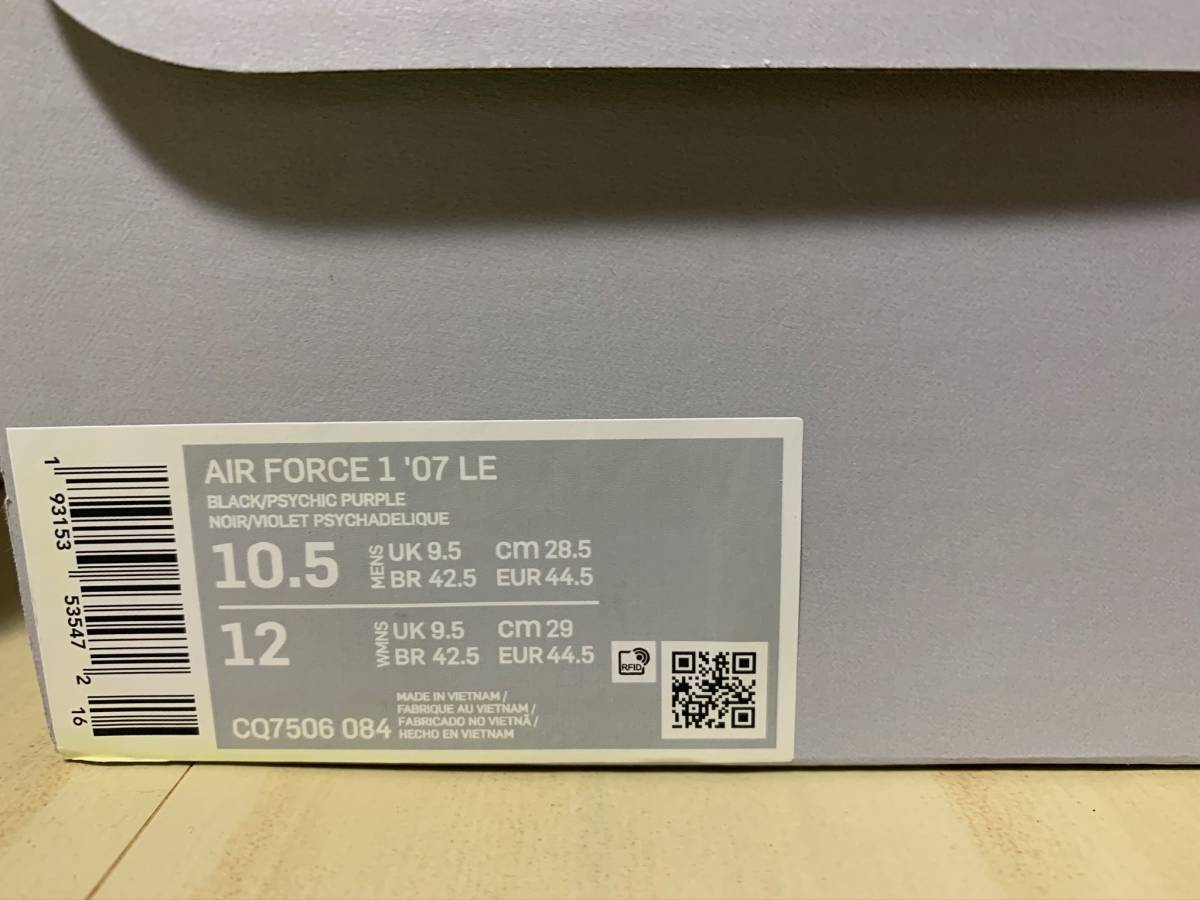 AIR FORCE 1 '07 LE
BLACK/PSYCHIC PURPLE
NOIR/VIOLET PSYCHADELIQUE
10.5 MENS UK 9.5 cm 28.5
BR 42.5 EUR 44.5
12 WMNS UK 9.5 cm 29
BR 42.5 EUR 44.5
RFID
MADE IN VIETNAM /
FABRIQUE AU VIETNAM /
FABRICADO NO VIETNÃ /
HECHO EN VIETNAM
CQ7506 084
1 93153 53547 2 16